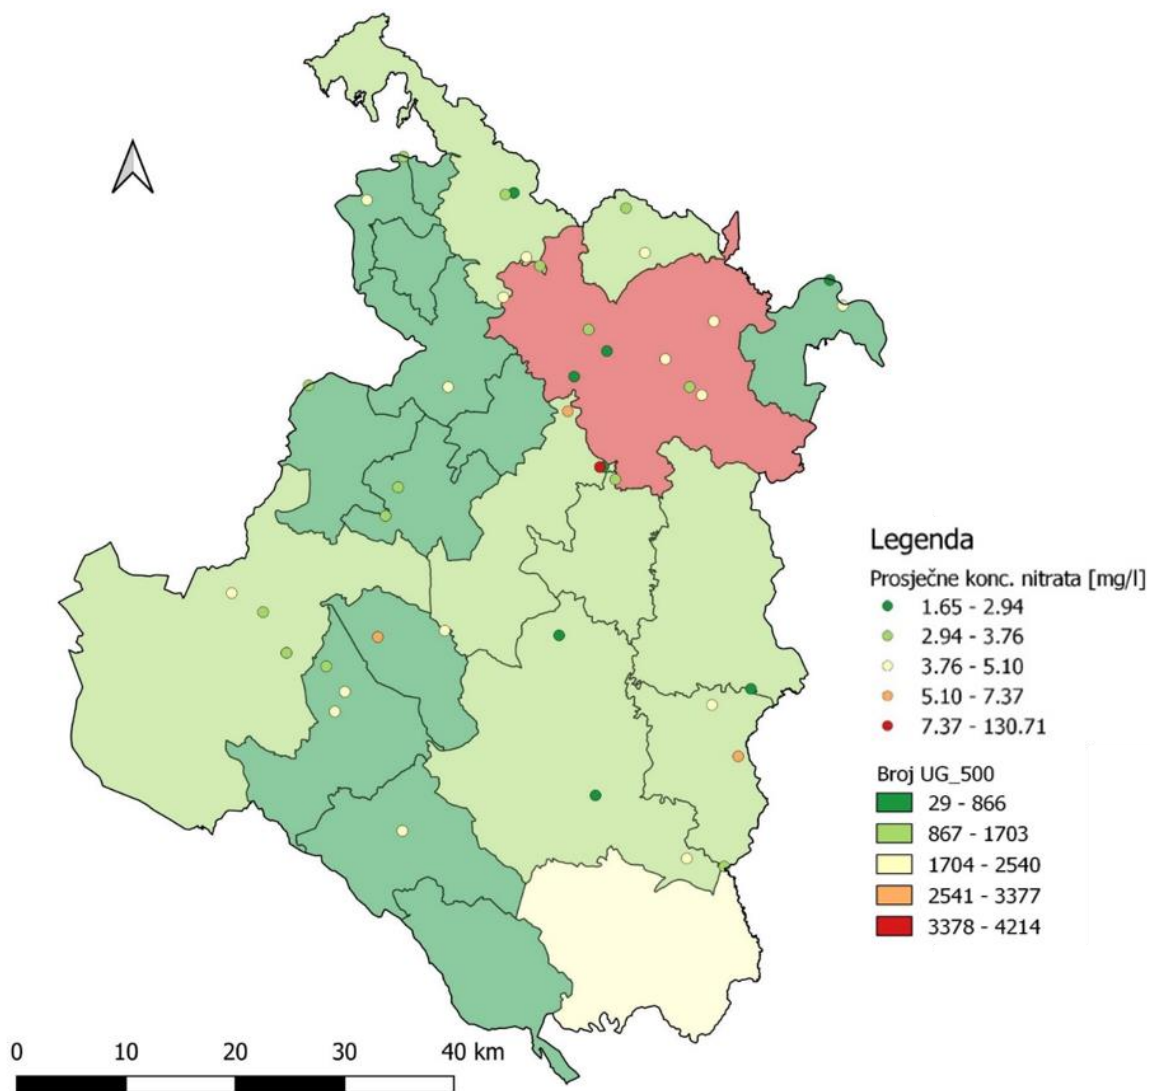 Legenda
Prosječne konc. nitrata [mg/l]
1.65 - 2.94
2.94 - 3.76
3.76 - 5.10
5.10 - 7.37
7.37 - 130.71
Broj UG_500
29 - 866
867 - 1703
1704 - 2540
2541 - 3377
3378 - 4214
0 10 20 30 40 km